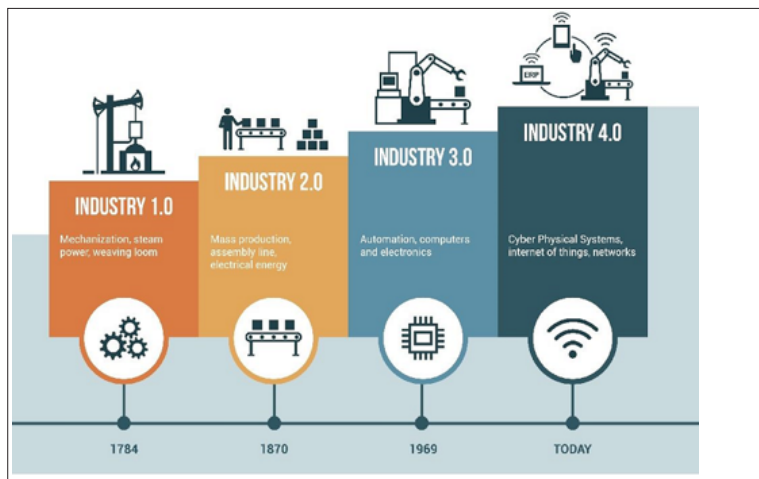 ERP
INDUSTRY 1.0
Mechanization, steam
power, weaving loom
INDUSTRY 2.0
Mass production,
assembly line,
electrical energy
INDUSTRY 3.0
Automation, computers
and electronics
INDUSTRY 4.0
Cyber Physical Systems,
internet of things, networks
1784
1870
1969
TODAY